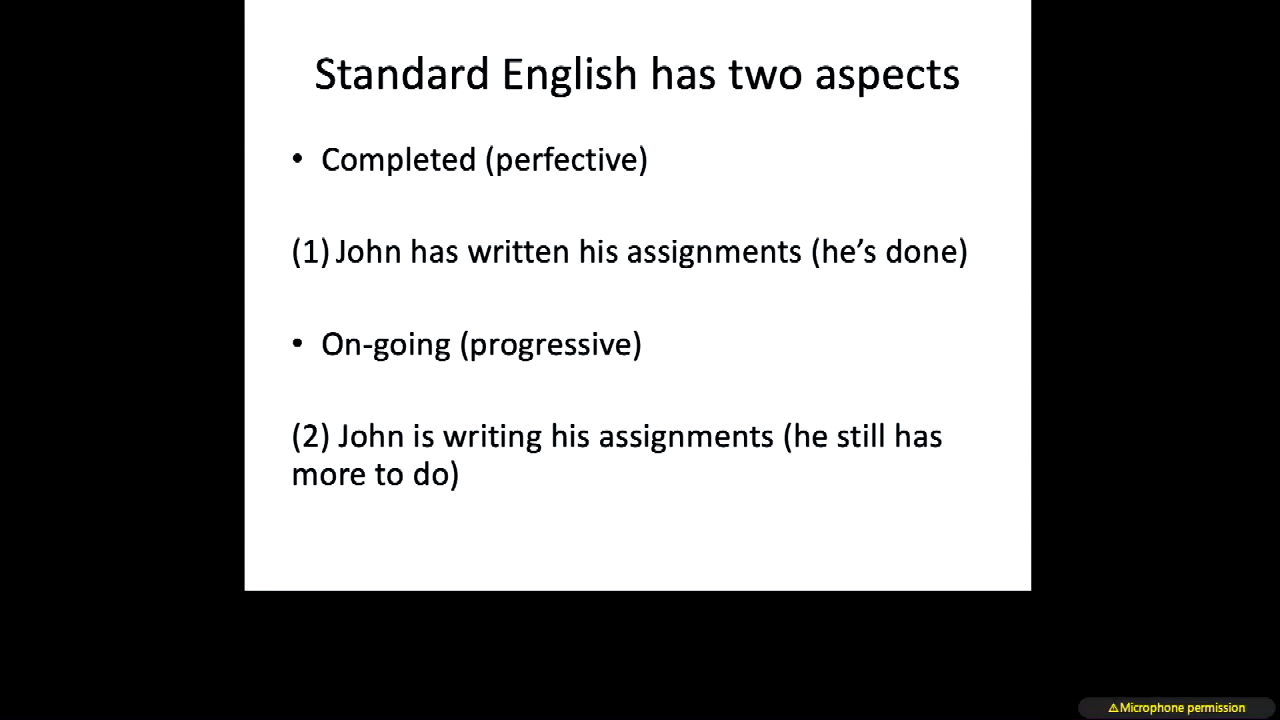 Standard English has two aspects
• Completed (perfective)
(1) John has written his assignments (he’s done)
• On-going (progressive)
(2) John is writing his assignments (he still has
more to do)
⚠Microphone permission